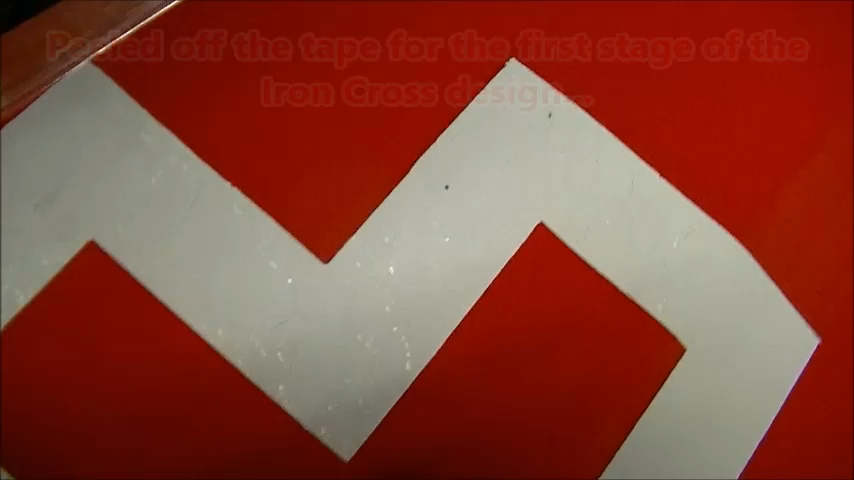 Peeled off the tape for the first stage of the
Iron Cross design...